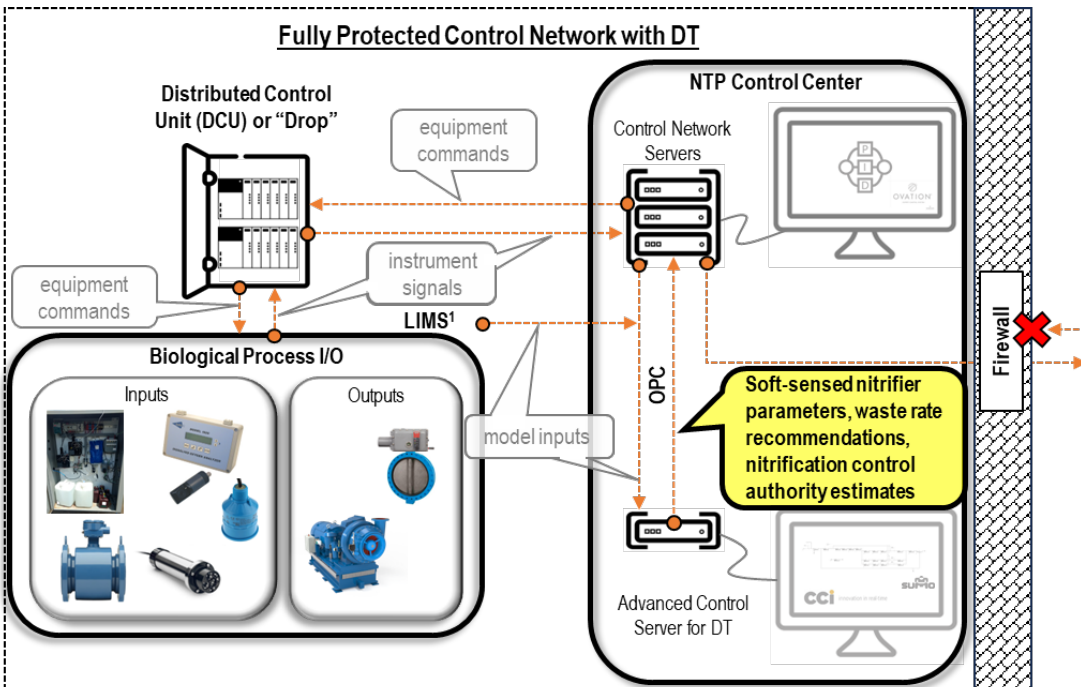 Fully Protected Control Network with DT
Distributed Control
Unit (DCU) or “Drop”
equipment
commands
NTP Control Center
Control Network
Servers
P
I
D
OVATION
instrument
signals
equipment
commands
LIMS¹
Biological Process I/O
Inputs
Outputs
model inputs
OPC
Soft-sensed nitrifier
parameters, waste rate
recommendations,
nitrification control
authority estimates
Firewall
Advanced Control
Server for DT
cci
SUMO